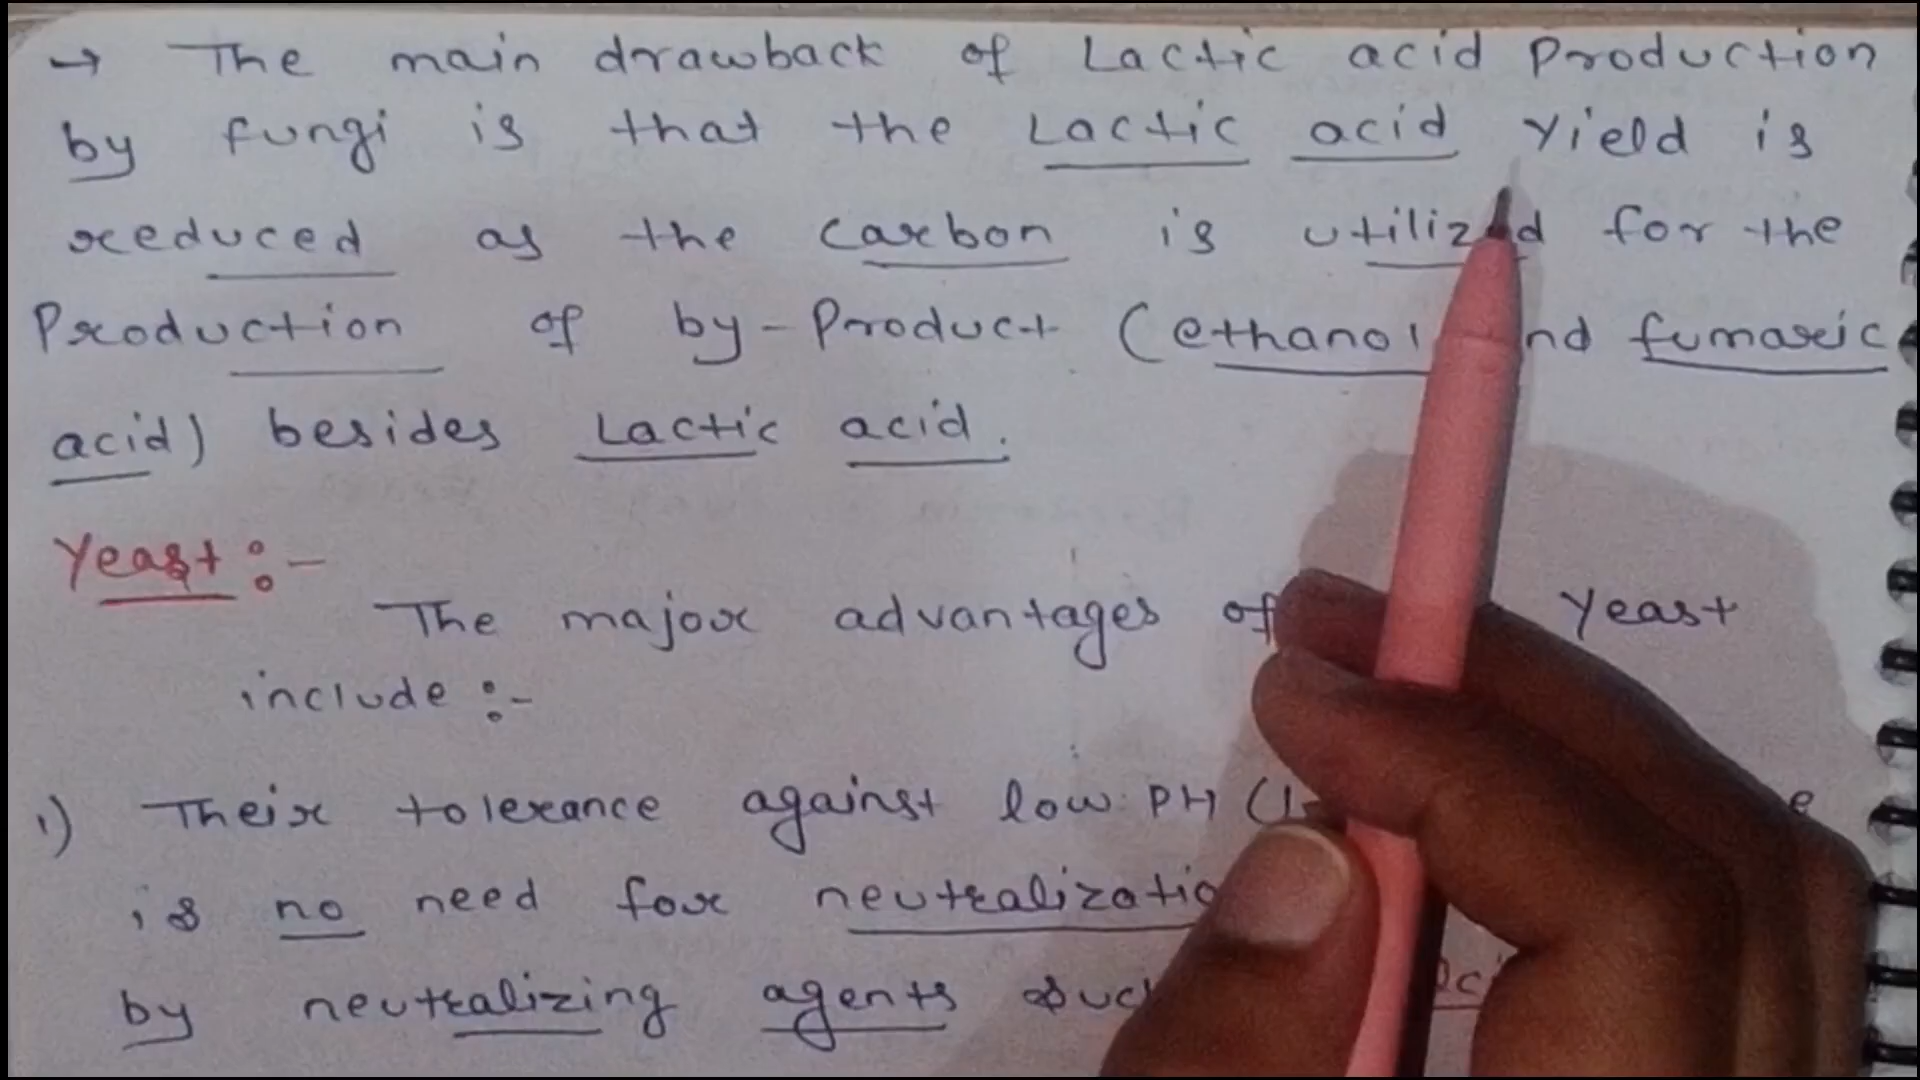 → The main drawback of Lactic acid Production
by fungi is that the Lactic acid Yield is
reduced as the carbon is utilized for the
Production of by-Product (ethanol and fumaric
acid) besides Lactic acid.
Yeast :-
The major advantages of Yeast
include :-
1) Their tolerance against low PH (1-
is no need for
by neutralizing agents